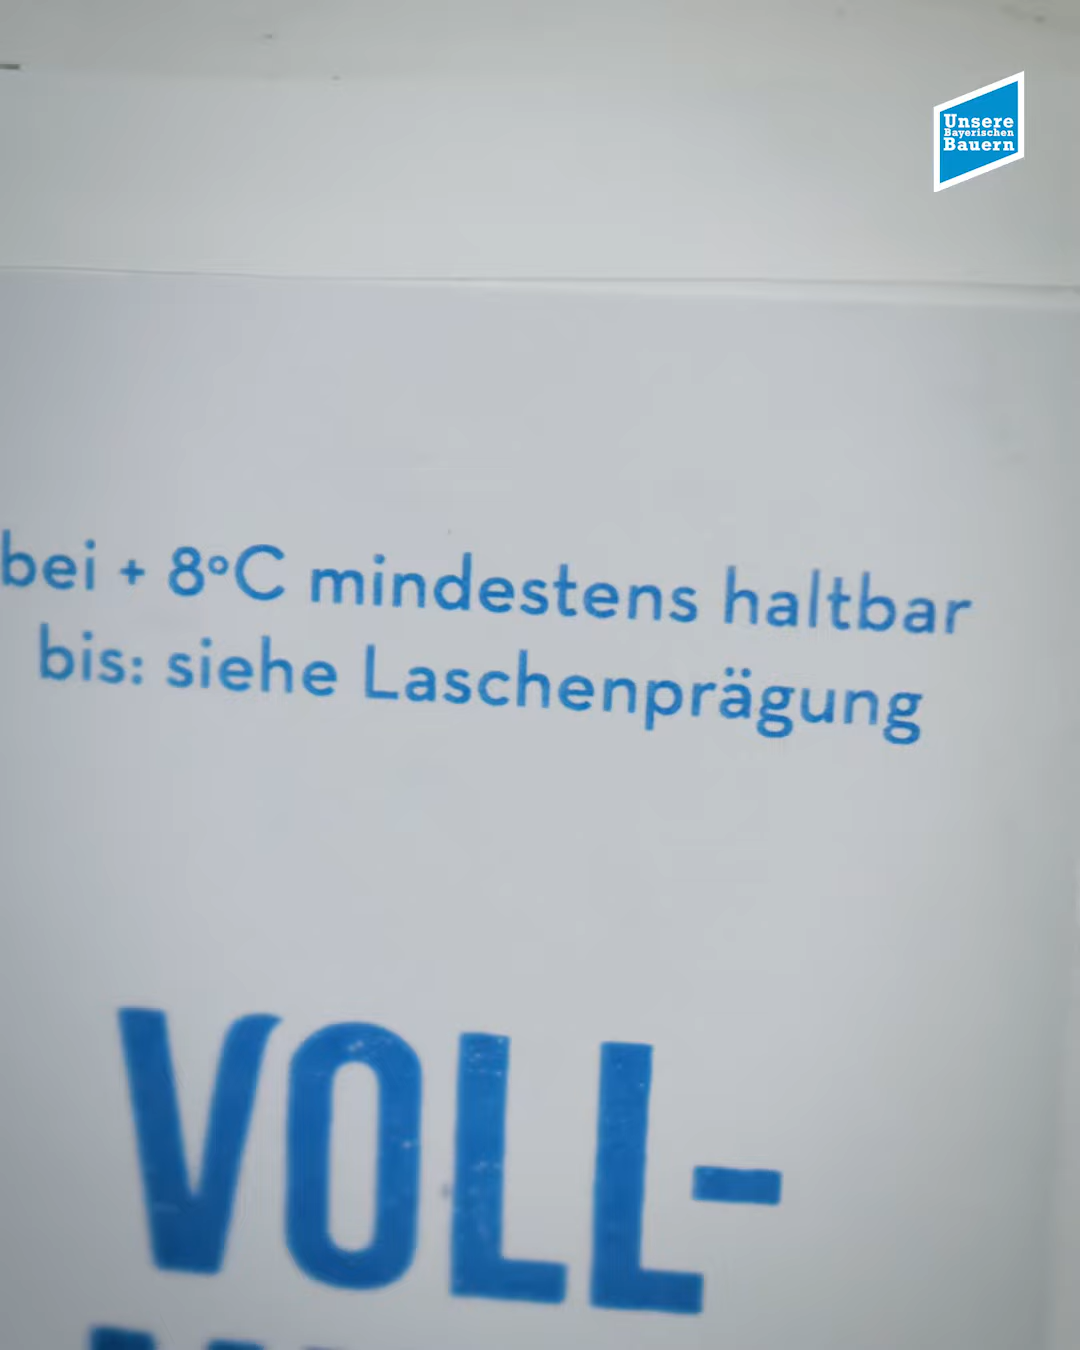 Unsere
Bayerischen
Bauern
bei + 8°C mindestens haltbar
bis: siehe Laschenprägung
VOLL-